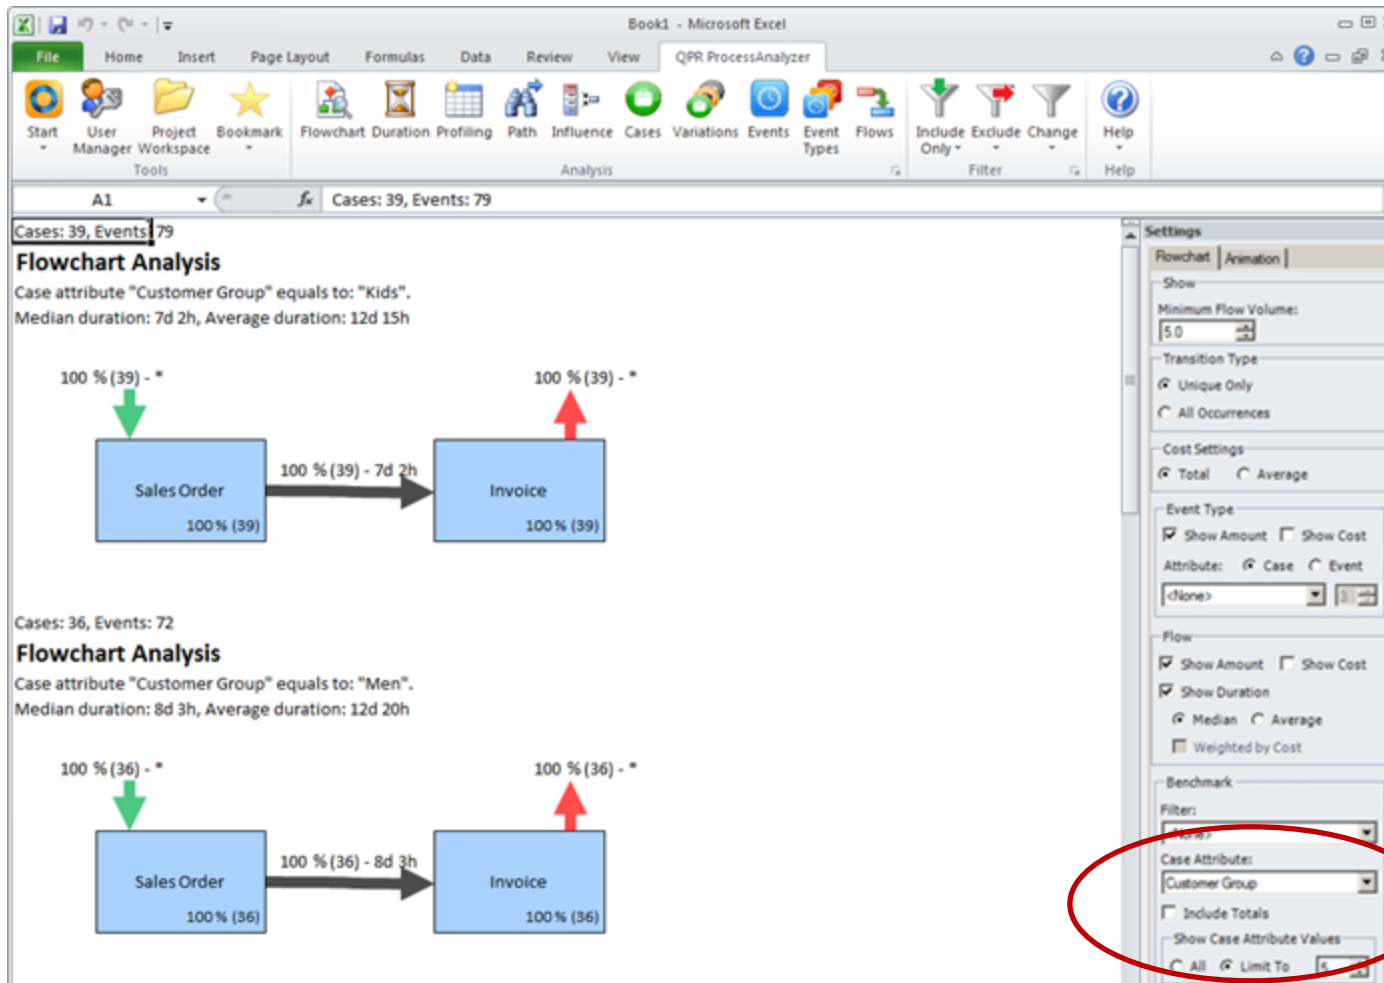 Book1 - Microsoft Excel
File Home Insert Page Layout Formulas Data Review View QPR ProcessAnalyzer
Start User Manager Project Workspace Bookmark Flowchart Duration Profiling Path Influence Cases Variations Events Event Types Flows Include Only Exclude Change Help
Tools Analysis Filter Help
A1 fx Cases: 39, Events: 79
Cases: 39, Events: 79
Flowchart Analysis
Case attribute "Customer Group" equals to: "Kids".
Median duration: 7d 2h, Average duration: 12d 15h
100 % (39) - * 100 % (39) - *
100 % (39) - 7d 2h
Sales Order Invoice
100 % (39) 100 % (39)
Cases: 36, Events: 72
Flowchart Analysis
Case attribute "Customer Group" equals to: "Men".
Median duration: 8d 3h, Average duration: 12d 20h
100 % (36) - * 100 % (36) - *
100 % (36) - 8d 3h
Sales Order Invoice
100 % (36) 100 % (36)
Settings
Flowchart Animation
Show
Minimum Flow Volume:
5.0
Transition Type
Unique Only
All Occurrences
Cost Settings
Total Average
Event Type
Show Amount Show Cost
Attribute: Case Event
<None> 3
Flow
Show Amount Show Cost
Show Duration
Median Average
Weighted by Cost
Benchmark
Filter:
<None>
Case Attribute:
Customer Group
Include Totals
Show Case Attribute Values
All Limit To 5